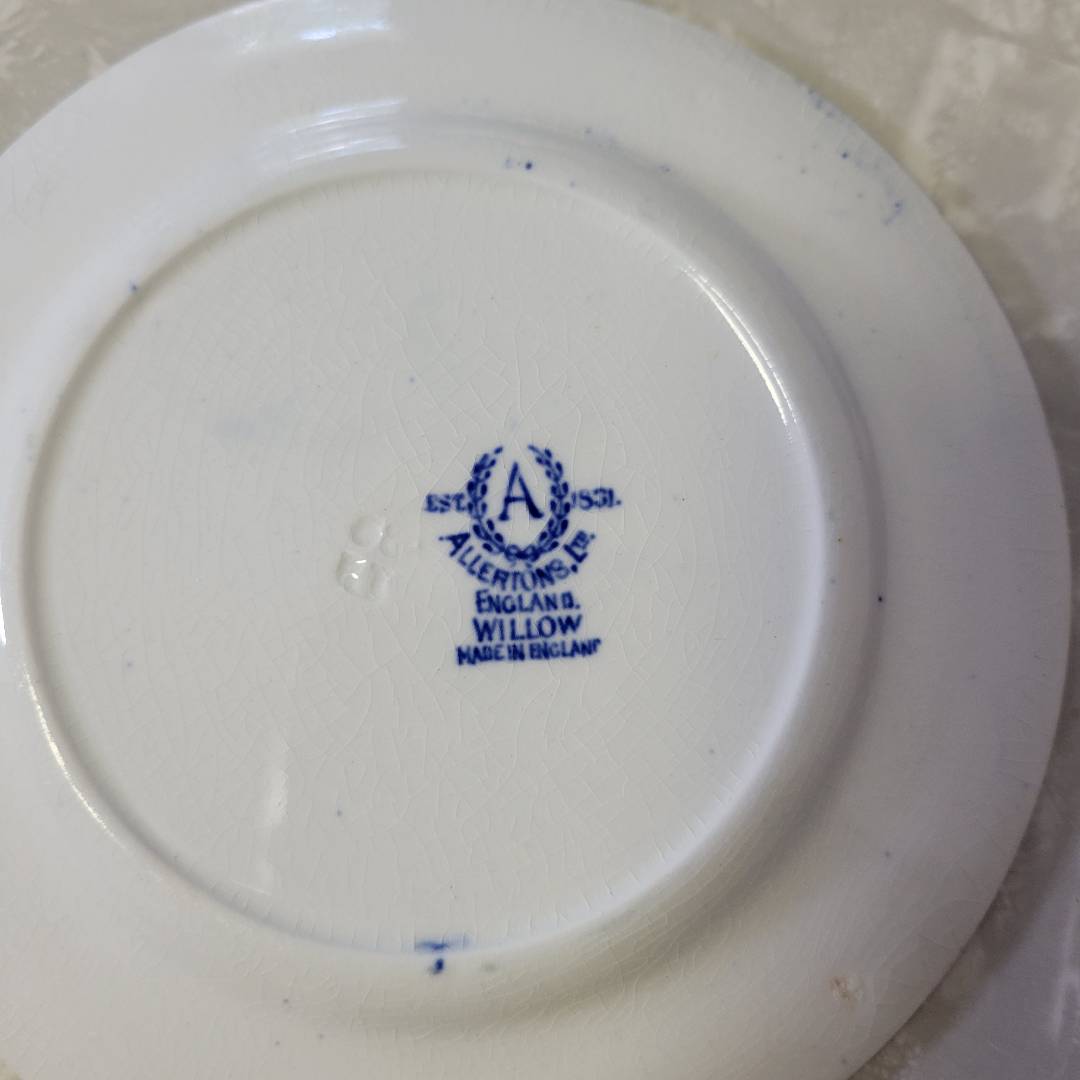 A
EST. 1831.
ALLERTONS, LTD.
ENGLAND.
WILLOW
MADE IN ENGLAND